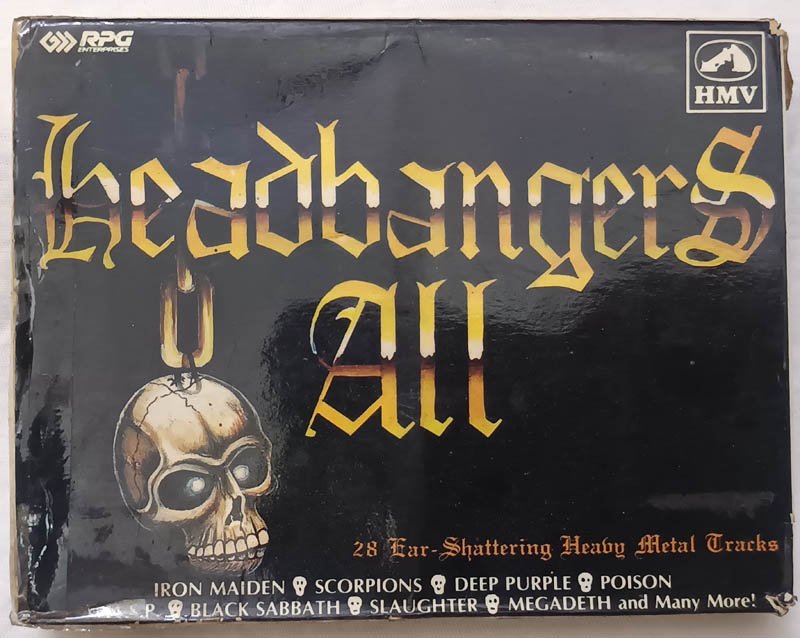 RPG
ENTERPRISES
HMV
Headbangers
All
28 Ear-Shattering Heavy Metal Tracks
IRON MAIDEN SCORPIONS DEEP PURPLE POISON
P. BLACK SABBATH SLAUGHTER MEGADETH and Many More!